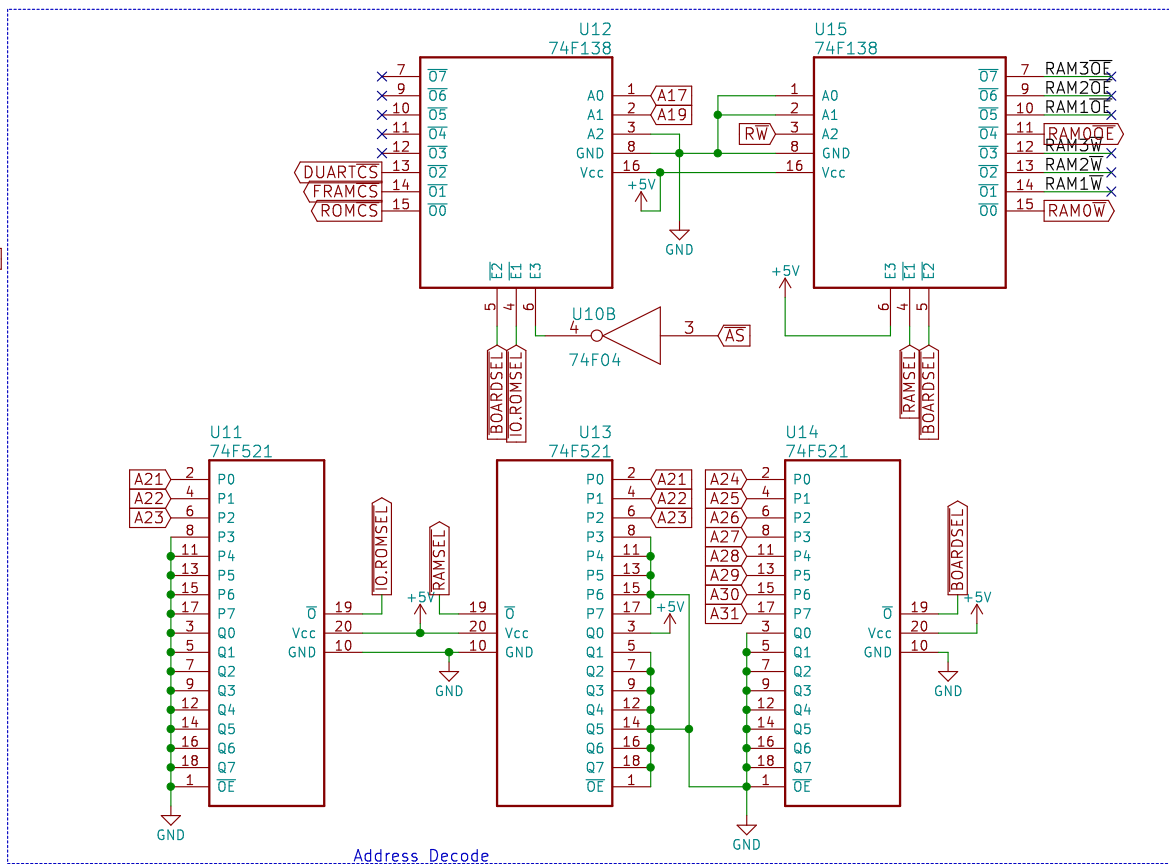 U12
74F138
7 O7
9 O6
10 O5
11 O4
12 O3
DUARTCS 13 O2
FRAMCS 14 O1
ROMCS 15 O0
A0 1 A17
A1 2 A19
A2 3
GND 8
Vcc 16
+5V
GND
E2 E1 E3
5 4 6
BOARDSEL
IO.ROMSEL
U10B
4 3 AS
74F04
U15
74F138
1 A0
2 A1
RW 3 A2
8 GND
16 Vcc
O7 7 RAM3OE
O6 9 RAM2OE
O5 10 RAM1OE
O4 11 RAM0OE
O3 12 RAM3W
O2 13 RAM2W
O1 14 RAM1W
O0 15 RAM0W
+5V
E3 E1 E2
6 4 5
RAMSEL
BOARDSEL
U11
74F521
A21 2 P0
A22 4 P1
A23 6 P2
8 P3
11 P4
13 P5
15 P6
17 P7
3 Q0
5 Q1
7 Q2
9 Q3
12 Q4
14 Q5
16 Q6
18 Q7
1 OE
GND
O 19
Vcc 20
GND 10
IO.ROMSEL
RAMSEL
+5V
GND
U13
74F521
19 O
20 Vcc
10 GND
P0 2 A21
P1 4 A22
P2 6 A23
P3 8
P4 11
P5 13
P6 15
P7 17
Q0 3
+5V
Q1 5
Q2 7
Q3 9
Q4 12
Q5 14
Q6 16
Q7 18
OE 1
U14
74F521
A24 2 P0
A25 4 P1
A26 6 P2
A27 8 P3
A28 11 P4
A29 13 P5
A30 15 P6
A31 17 P7
3 Q0
5 Q1
7 Q2
9 Q3
12 Q4
14 Q5
16 Q6
18 Q7
1 OE
GND
O 19
Vcc 20
GND 10
BOARDSEL
+5V
GND
Address Decode